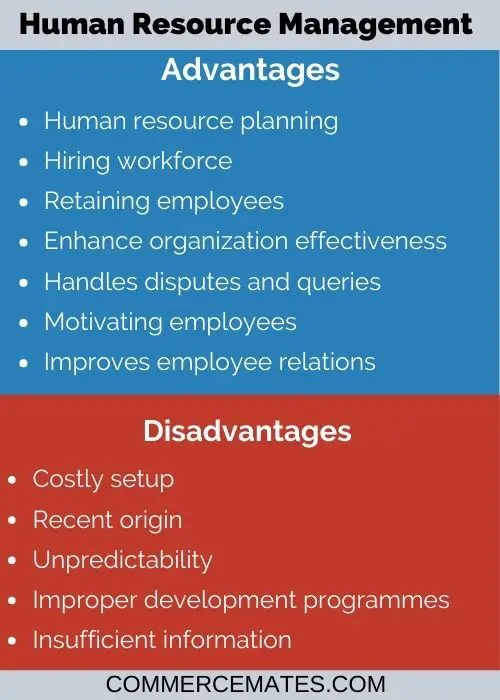 Human Resource Management
Advantages
• Human resource planning
• Hiring workforce
• Retaining employees
• Enhance organization effectiveness
• Handles disputes and queries
• Motivating employees
• Improves employee relations
Disadvantages
• Costly setup
• Recent origin
• Unpredictability
• Improper development programmes
• Insufficient information
COMMERCEMATES.COM